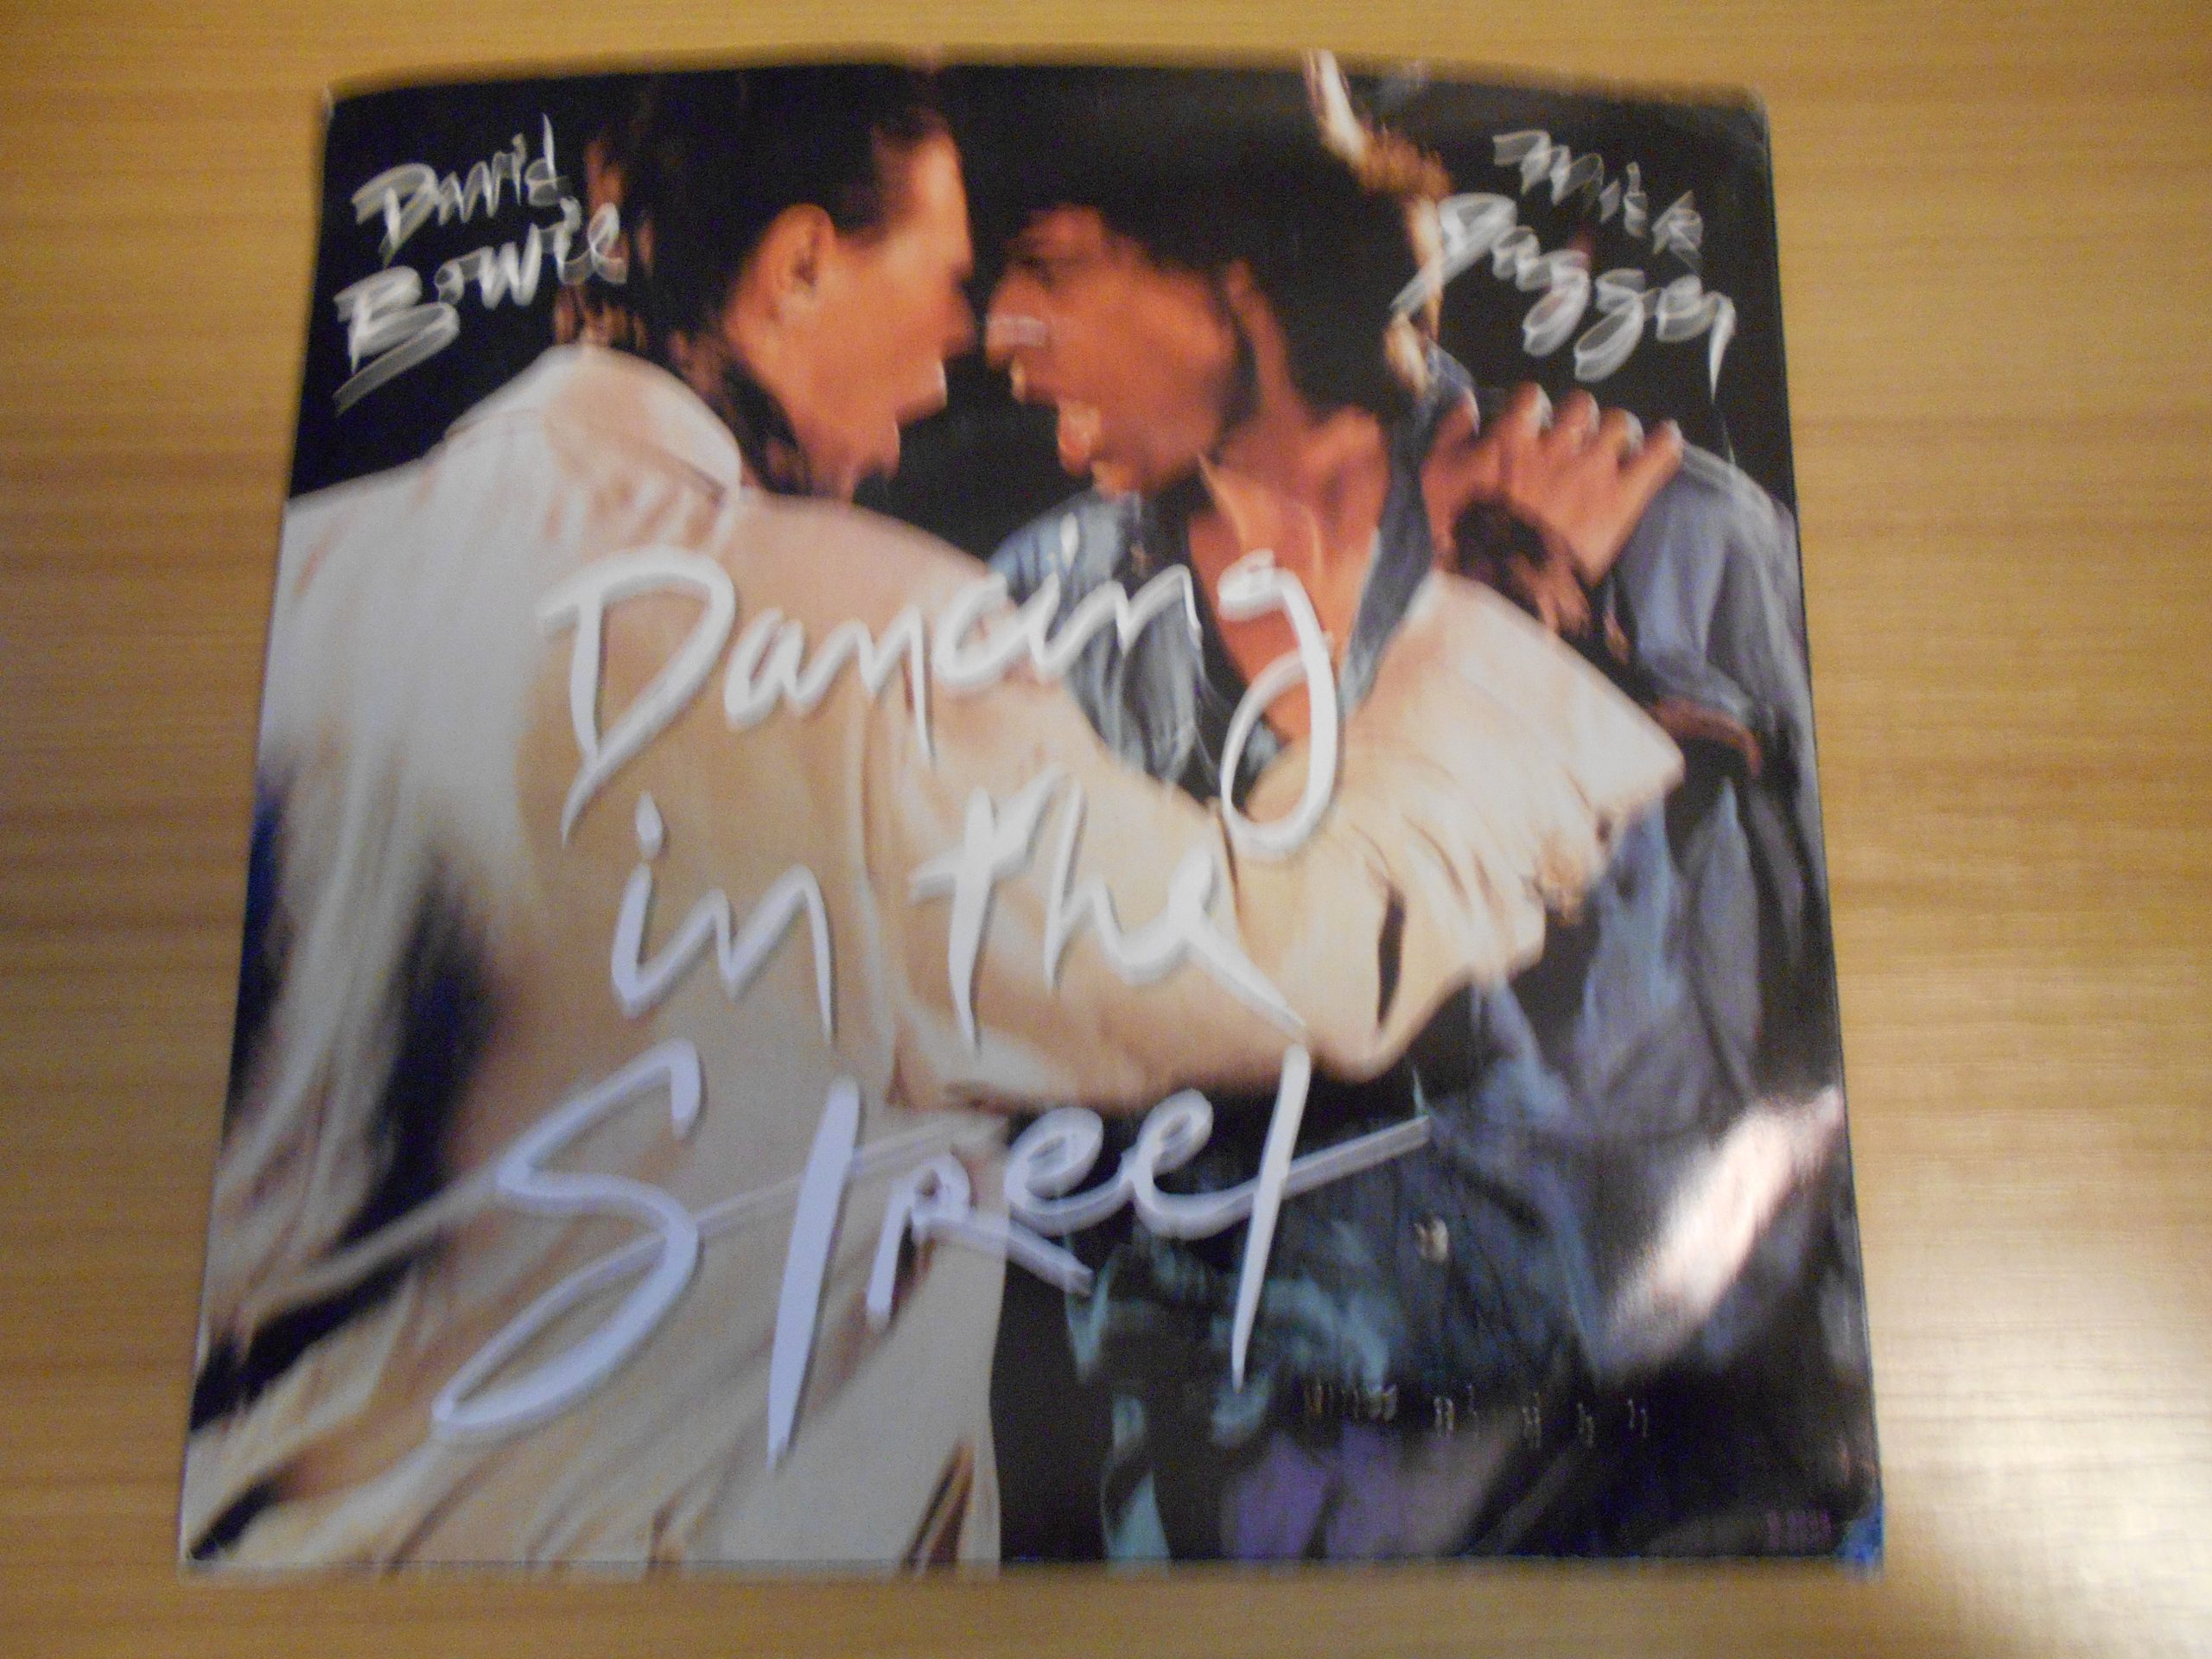 David
Bowie
Mick
Jagger
Dancing
in the
Street